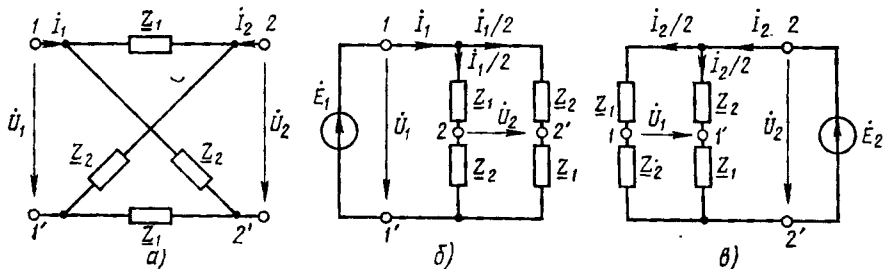 1 İ₁ Z₁ İ₂ 2
U̇₁ Z₂ Z₂ U̇₂
1′ Z₁ 2′
а)
1 İ₁ İ₁/2
İ₁/2
Ė₁ U̇₁ Z₁ U̇₂ Z₂
2 2′
Z₂ Z₁
1′
б)
İ₂/2 İ₂ 2
İ₂/2
Z₁ U̇₁ Z₂ U̇₂ Ė₂
1 1′
Z₂ Z₁
2′
в)